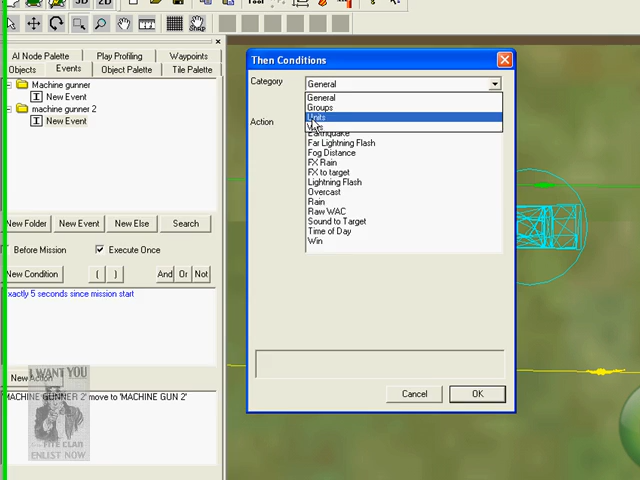 3D
2D
Snap
AI Node Palette
Play Profiling
Waypoints
Objects
Events
Object Palette
Tile Palette
Machine gunner
New Event
machine gunner 2
New Event
New Folder
New Event
New Else
Search
Before Mission
Execute Once
New Condition
(
)
And
Or
Not
xactly 5 seconds since mission start
New Action
'MACHINE GUNNER 2' move to 'MACHINE GUN 2'
I WANT YOU
FITE CLAN
ENLIST NOW
Then Conditions
Category
General
General
Groups
Units
Action
Earthquake
Far Lightning Flash
Fog Distance
FX Rain
FX to target
Lightning Flash
Overcast
Rain
Raw WAC
Sound to Target
Time of Day
Win
Cancel
OK